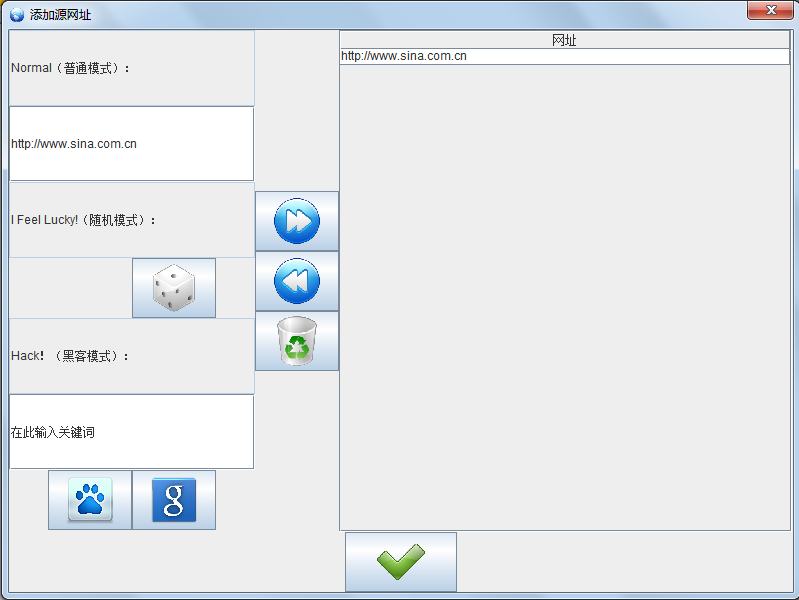 添加源网址
Normal（普通模式）：
http://www.sina.com.cn
I Feel Lucky!（随机模式）：
Hack! （黑客模式）：
在此输入关键词
g
网址
http://www.sina.com.cn